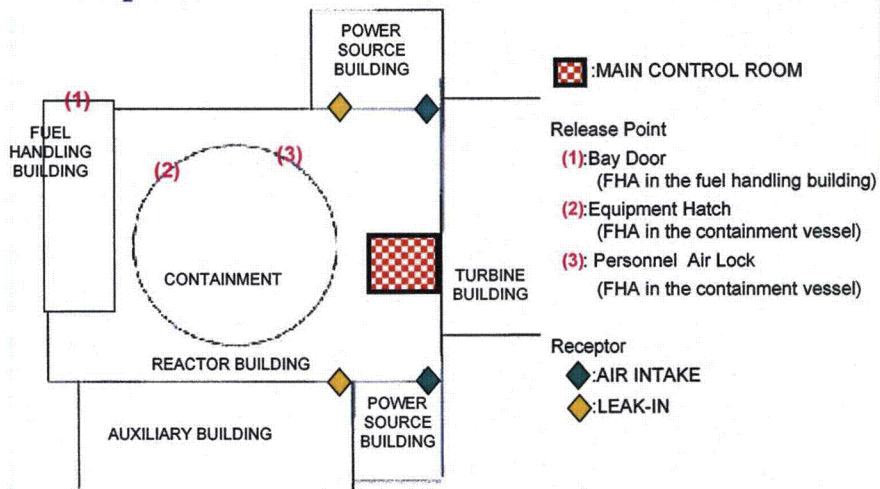 POWER
SOURCE
BUILDING
(1)
FUEL
HANDLING
BUILDING
(2)
(3)
CONTAINMENT
REACTOR BUILDING
TURBINE
BUILDING
AUXILIARY BUILDING
POWER
SOURCE
BUILDING
:MAIN CONTROL ROOM
Release Point
(1):Bay Door
(FHA in the fuel handling building)
(2):Equipment Hatch
(FHA in the containment vessel)
(3): Personnel Air Lock
(FHA in the containment vessel)
Receptor
:AIR INTAKE
:LEAK-IN